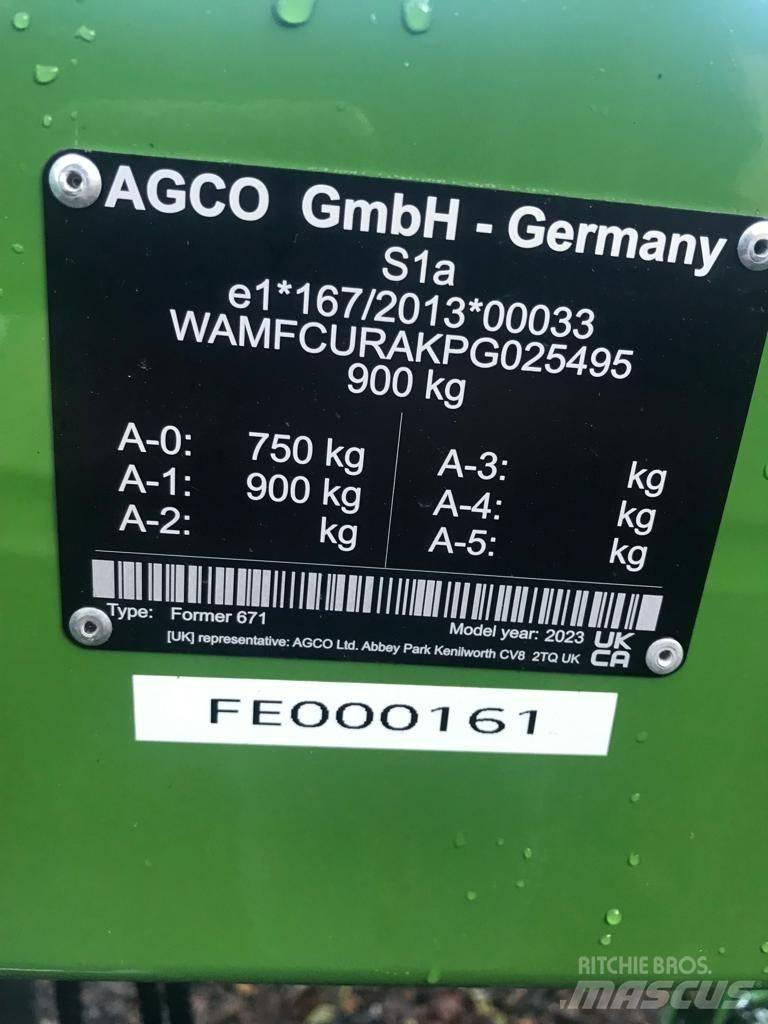 AGCO GmbH - Germany
S1a
e1*167/2013*00033
WAMFCURAKPG025495
900 kg
A-0: 750 kg
A-1: 900 kg
A-2: kg
A-3: kg
A-4: kg
A-5: kg
Type: Former 671
Model year: 2023
[UK] representative: AGCO Ltd. Abbey Park Kenilworth CV8 2TQ UK
UK
CA
FE000161
RITCHIE BROS.
MASCUS